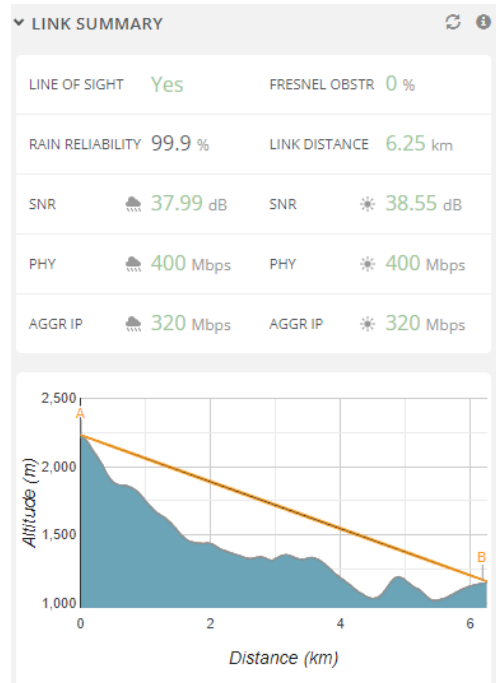 LINK SUMMARY
LINE OF SIGHT Yes FRESNEL OBSTR 0 %
RAIN RELIABILITY 99.9 % LINK DISTANCE 6.25 km
SNR 37.99 dB SNR 38.55 dB
PHY 400 Mbps PHY 400 Mbps
AGGR IP 320 Mbps AGGR IP 320 Mbps
2,500
A
2,000
Altitude (m)
1,500
B
1,000
0 2 4 6
Distance (km)